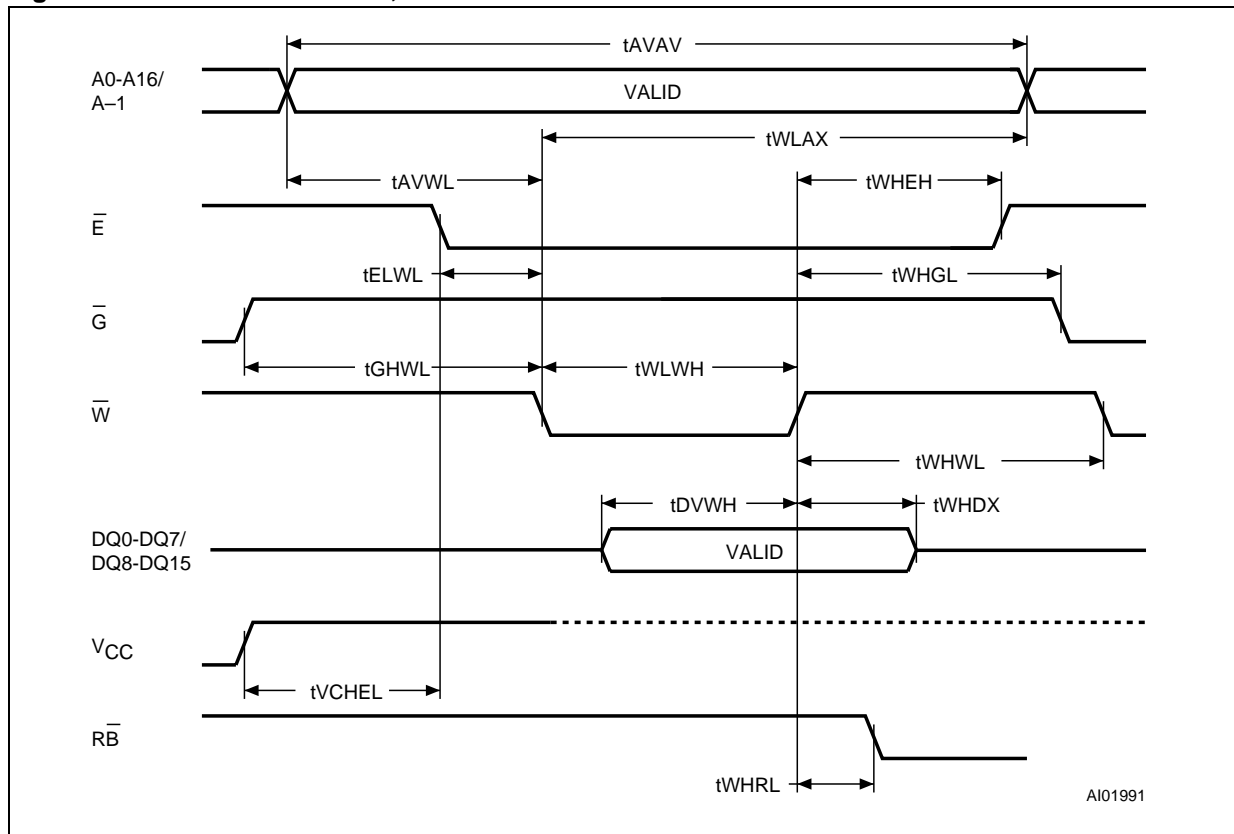 tAVAV
A0-A16/
A–1
VALID
tWLAX
tAVWL
tWHEH
E̅
tELWL
tWHGL
G̅
tGHWL
tWLWH
W̅
tWHWL
tDVWH
tWHDX
DQ0-DQ7/
DQ8-DQ15
VALID
VCC
tVCHEL
RB̅
tWHRL
AI01991